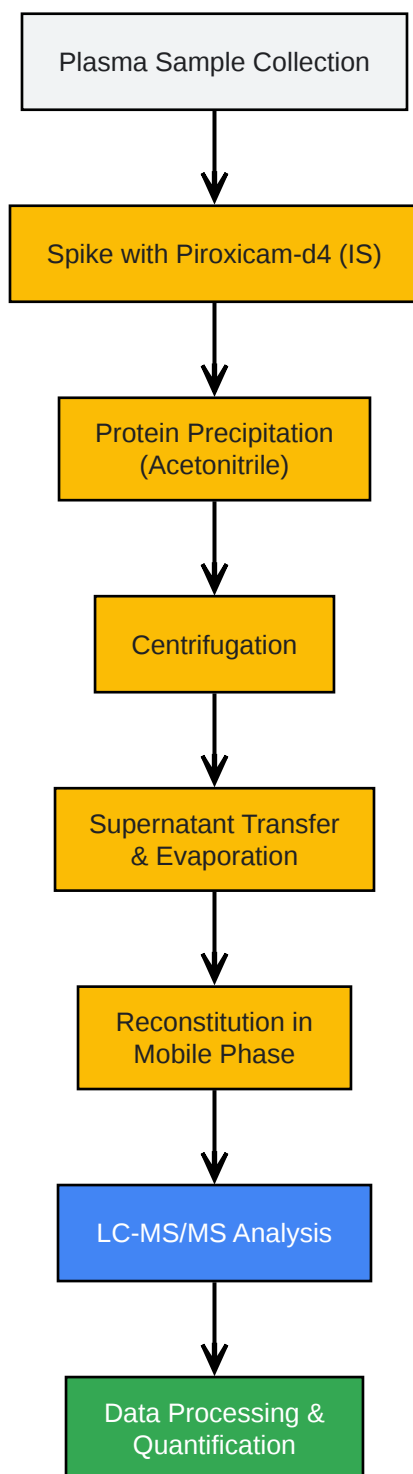 Plasma Sample Collection
Spike with Piroxicam-d4 (IS)
Protein Precipitation
(Acetonitrile)
Centrifugation
Supernatant Transfer
& Evaporation
Reconstitution in
Mobile Phase
LC-MS/MS Analysis
Data Processing &
Quantification